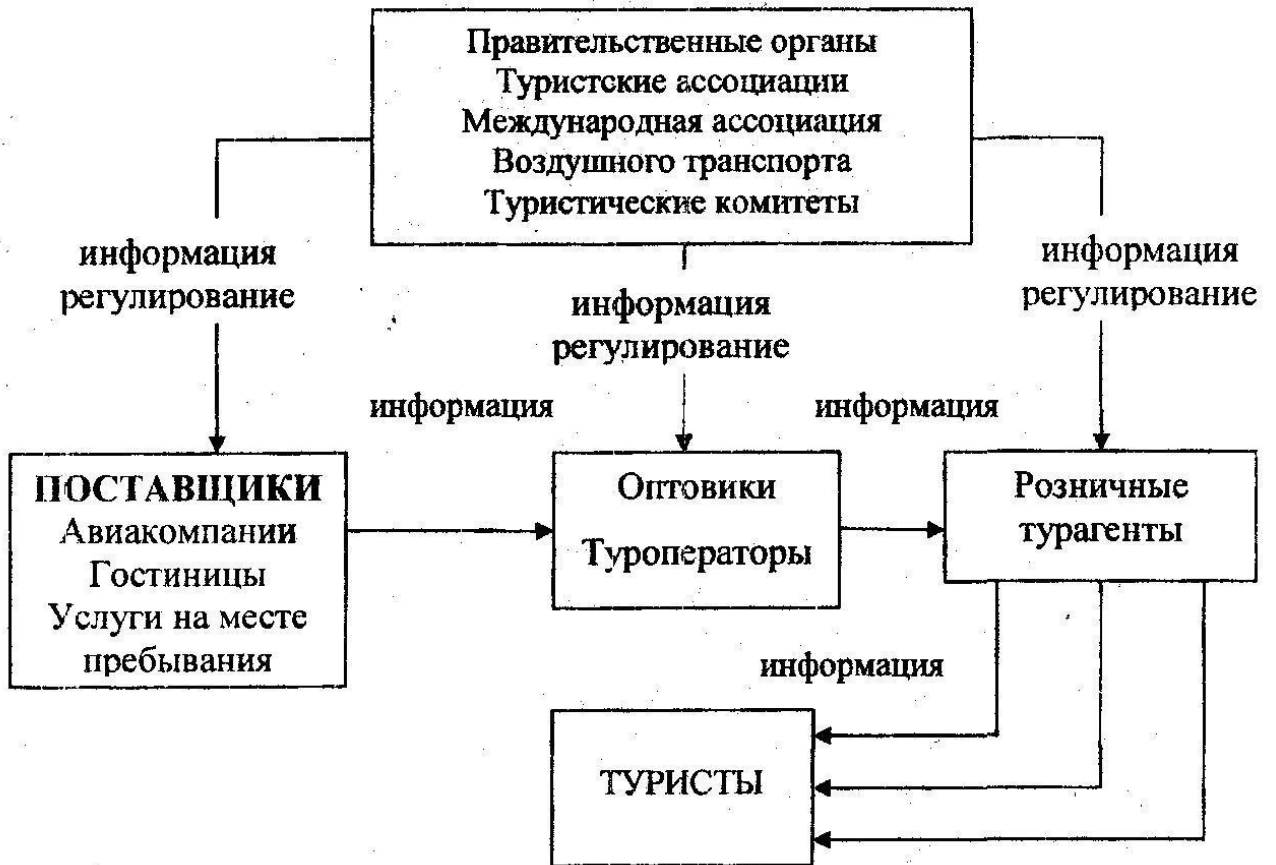 Правительственные органы
Туристские ассоциации
Международная ассоциация
Воздушного транспорта
Туристические комитеты
информация
регулирование
информация
регулирование
информация
регулирование
информация
информация
ПОСТАВЩИКИ
Авиакомпании
Гостиницы
Услуги на месте
пребывания
Оптовики
Туроператоры
Розничные
турагенты
информация
ТУРИСТЫ